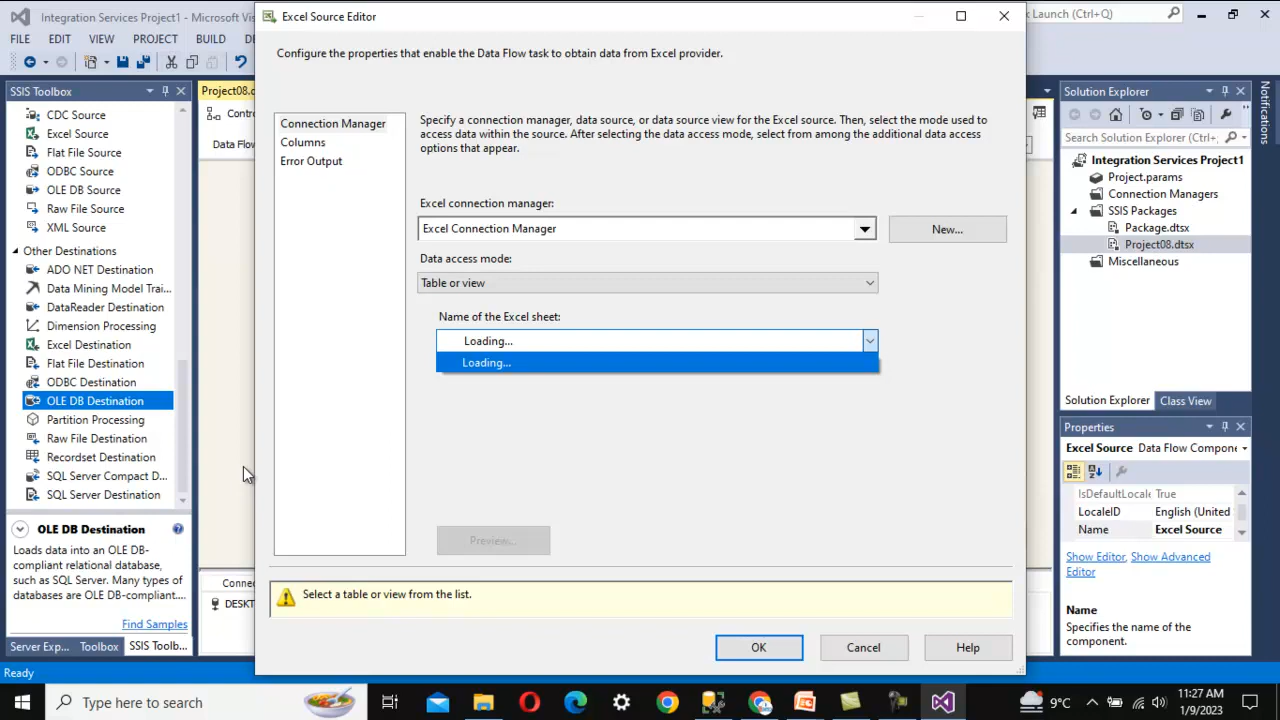 Integration Services Project1 - Microsoft Vis
Excel Source Editor
Launch (Ctrl+Q)
FILE EDIT VIEW PROJECT BUILD
Configure the properties that enable the Data Flow task to obtain data from Excel provider.
SSIS Toolbox
CDC Source
Excel Source
Flat File Source
ODBC Source
OLE DB Source
Raw File Source
XML Source
Other Destinations
ADO NET Destination
Data Mining Model Trai...
DataReader Destination
Dimension Processing
Excel Destination
Flat File Destination
ODBC Destination
OLE DB Destination
Partition Processing
Raw File Destination
Recordset Destination
SQL Server Compact D...
SQL Server Destination
OLE DB Destination
Loads data into an OLE DB-
compliant relational database,
such as SQL Server. Many types of
databases are OLE DB-compliant....
Find Samples
Server Exp... Toolbox SSIS Toolb...
Project08.d
Contro
Data Flow
Connec
DESKT
Connection Manager
Columns
Error Output
Specify a connection manager, data source, or data source view for the Excel source. Then, select the mode used to
access data within the source. After selecting the data access mode, select from among the additional data access
options that appear.
Excel connection manager:
Excel Connection Manager
New...
Data access mode:
Table or view
Name of the Excel sheet:
Loading...
Loading...
Preview...
Select a table or view from the list.
OK Cancel Help
Solution Explorer
Search Solution Explorer (Ctrl+;
Integration Services Project1
Project.params
Connection Managers
SSIS Packages
Package.dtsx
Project08.dtsx
Miscellaneous
Solution Explorer Class View
Notifications
Properties
Excel Source Data Flow Compone
IsDefaultLocale True
LocaleID English (United
Name Excel Source
Show Editor, Show Advanced
Editor
Name
Specifies the name of the
component.
Ready
Type here to search
9°C
11:27 AM
1/9/2023